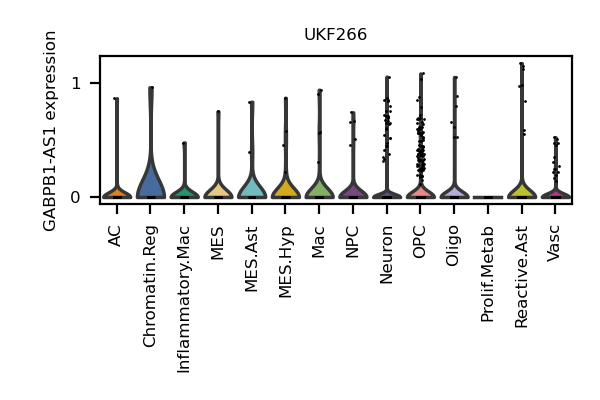 UKF266
GABPB1-AS1 expression
1
0
AC
Chromatin.Reg
Inflammatory.Mac
MES
MES.Ast
MES.Hyp
Mac
NPC
Neuron
OPC
Oligo
Prolif.Metab
Reactive.Ast
Vasc